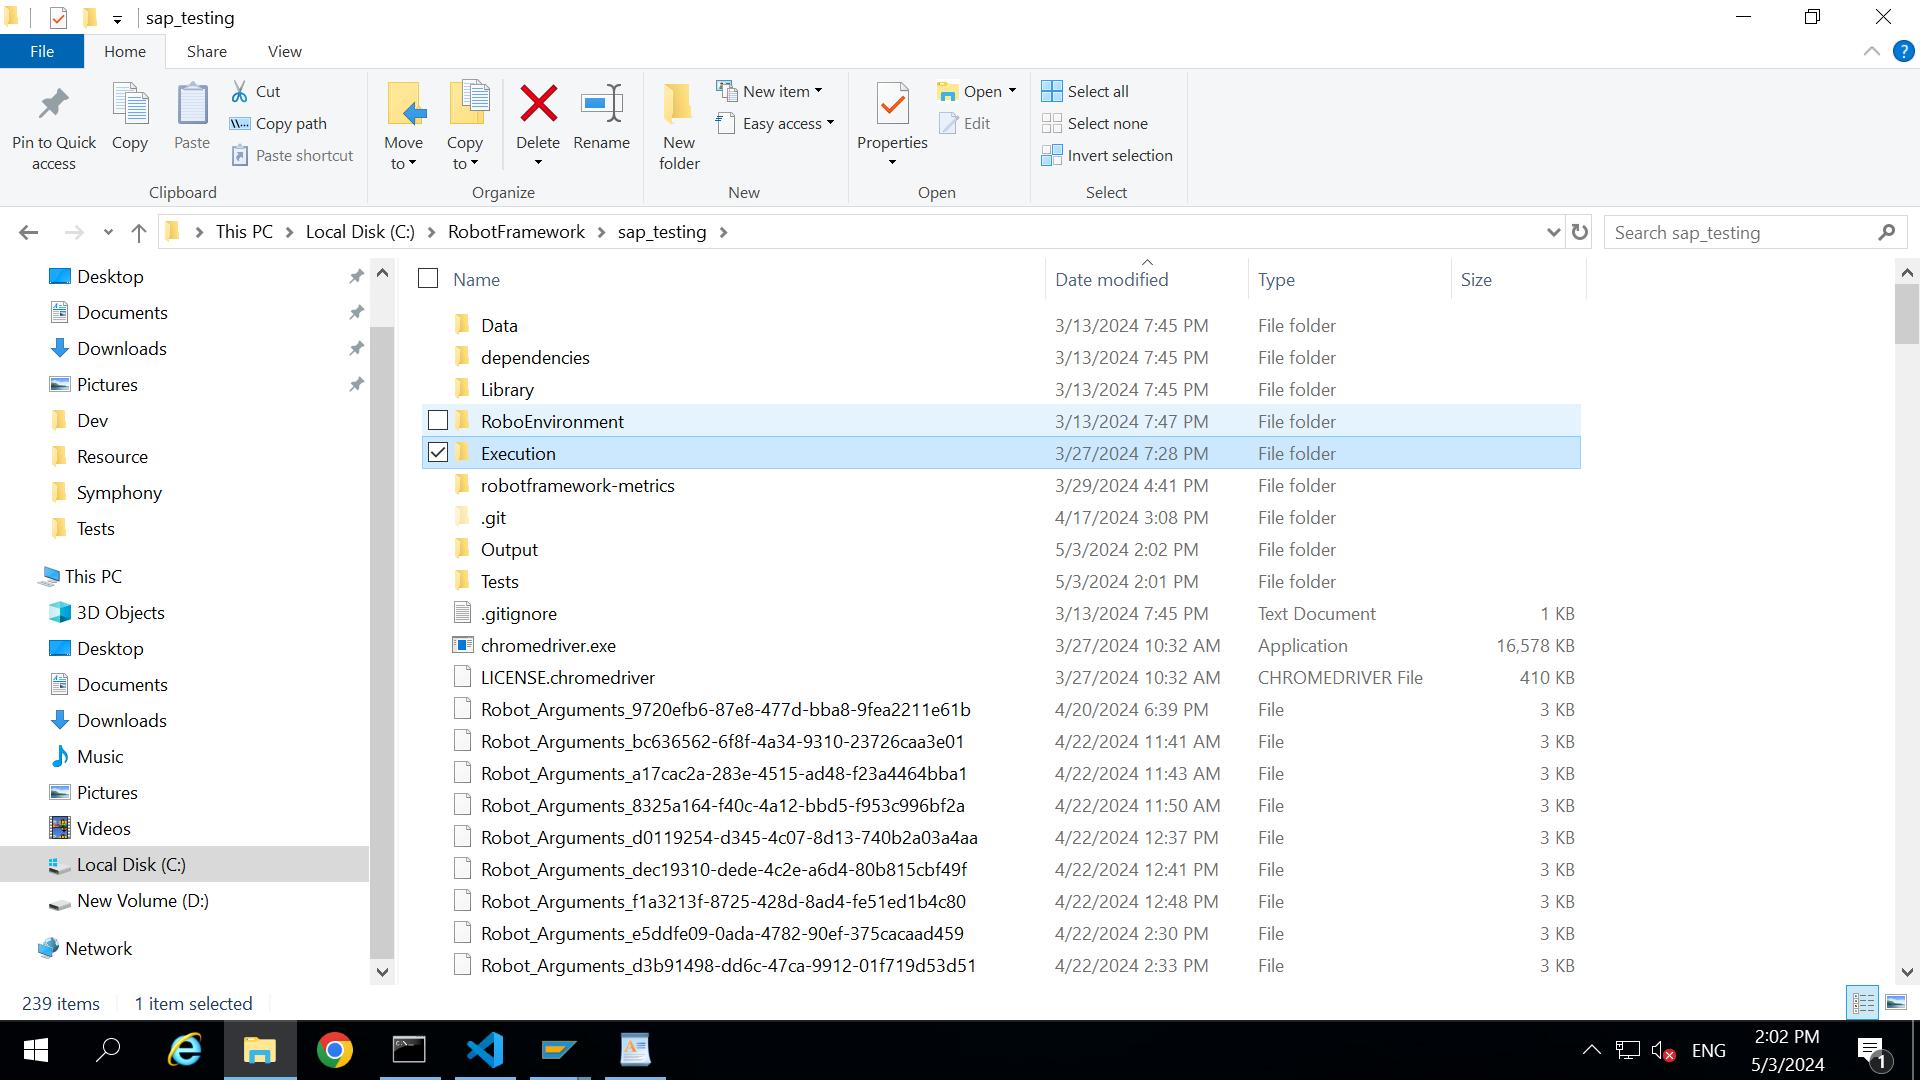 sap_testing
File
Home
Share
View
?
Pin to Quick access
Copy
Paste
Cut
Copy path
Paste shortcut
Clipboard
Move to
Copy to
Delete
Rename
Organize
New folder
New item
Easy access
New
Properties
Open
Edit
Open
Select all
Select none
Invert selection
Select
This PC
Local Disk (C:)
RobotFramework
sap_testing
Search sap_testing
Desktop
Documents
Downloads
Pictures
Dev
Resource
Symphony
Tests
This PC
3D Objects
Desktop
Documents
Downloads
Music
Pictures
Videos
Local Disk (C:)
New Volume (D:)
Network
Name Date modified Type Size
Data 3/13/2024 7:45 PM File folder
dependencies 3/13/2024 7:45 PM File folder
Library 3/13/2024 7:45 PM File folder
RoboEnvironment 3/13/2024 7:47 PM File folder
Execution 3/27/2024 7:28 PM File folder
robotframework-metrics 3/29/2024 4:41 PM File folder
.git 4/17/2024 3:08 PM File folder
Output 5/3/2024 2:02 PM File folder
Tests 5/3/2024 2:01 PM File folder
.gitignore 3/13/2024 7:45 PM Text Document 1 KB
chromedriver.exe 3/27/2024 10:32 AM Application 16,578 KB
LICENSE.chromedriver 3/27/2024 10:32 AM CHROMEDRIVER File 410 KB
Robot_Arguments_9720efb6-87e8-477d-bba8-9fea2211e61b 4/20/2024 6:39 PM File 3 KB
Robot_Arguments_bc636562-6f8f-4a34-9310-23726caa3e01 4/22/2024 11:41 AM File 3 KB
Robot_Arguments_a17cac2a-283e-4515-ad48-f23a4464bba1 4/22/2024 11:43 AM File 3 KB
Robot_Arguments_8325a164-f40c-4a12-bbd5-f953c996bf2a 4/22/2024 11:50 AM File 3 KB
Robot_Arguments_d0119254-d345-4c07-8d13-740b2a03a4aa 4/22/2024 12:37 PM File 3 KB
Robot_Arguments_dec19310-dede-4c2e-a6d4-80b815cbf49f 4/22/2024 12:41 PM File 3 KB
Robot_Arguments_f1a3213f-8725-428d-8ad4-fe51ed1b4c80 4/22/2024 12:48 PM File 3 KB
Robot_Arguments_e5ddfe09-0ada-4782-90ef-375cacaad459 4/22/2024 2:30 PM File 3 KB
Robot_Arguments_d3b91498-dd6c-47ca-9912-01f719d53d51 4/22/2024 2:33 PM File 3 KB
239 items
1 item selected
ENG
2:02 PM
5/3/2024
1